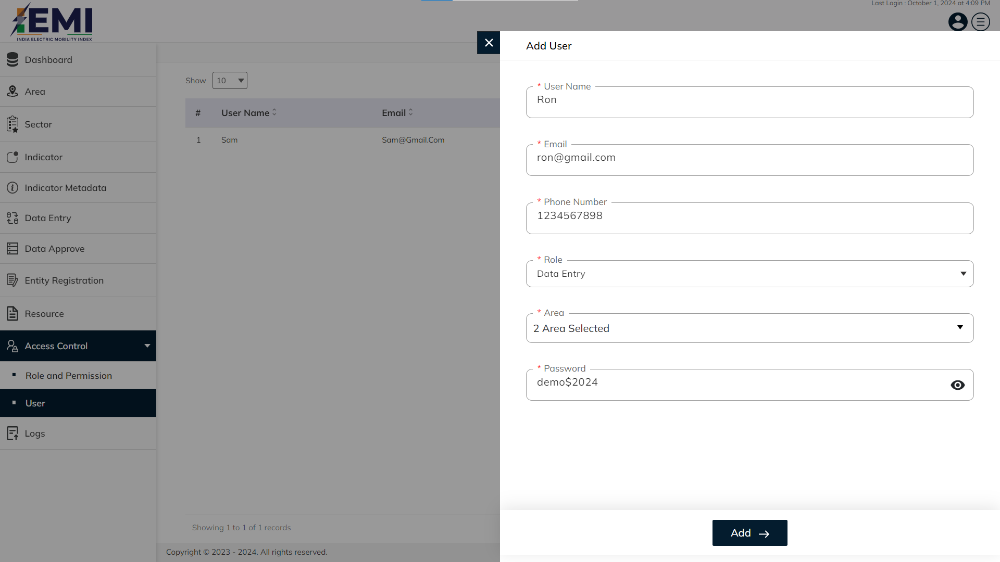 Last Login : October 1, 2024 at 4:09 PM
EMI
INDIA ELECTRIC MOBILITY INDEX
Dashboard
Area
Sector
Indicator
Indicator Metadata
Data Entry
Data Approve
Entity Registration
Resource
Access Control
Role and Permission
User
Logs
Show 10
# User Name Email
1 Sam Sam@Gmail.Com
Showing 1 to 1 of 1 records
Copyright © 2023 - 2024. All rights reserved.
Add User
* User Name
Ron
* Email
ron@gmail.com
* Phone Number
1234567898
* Role
Data Entry
* Area
2 Area Selected
* Password
demo$2024
Add